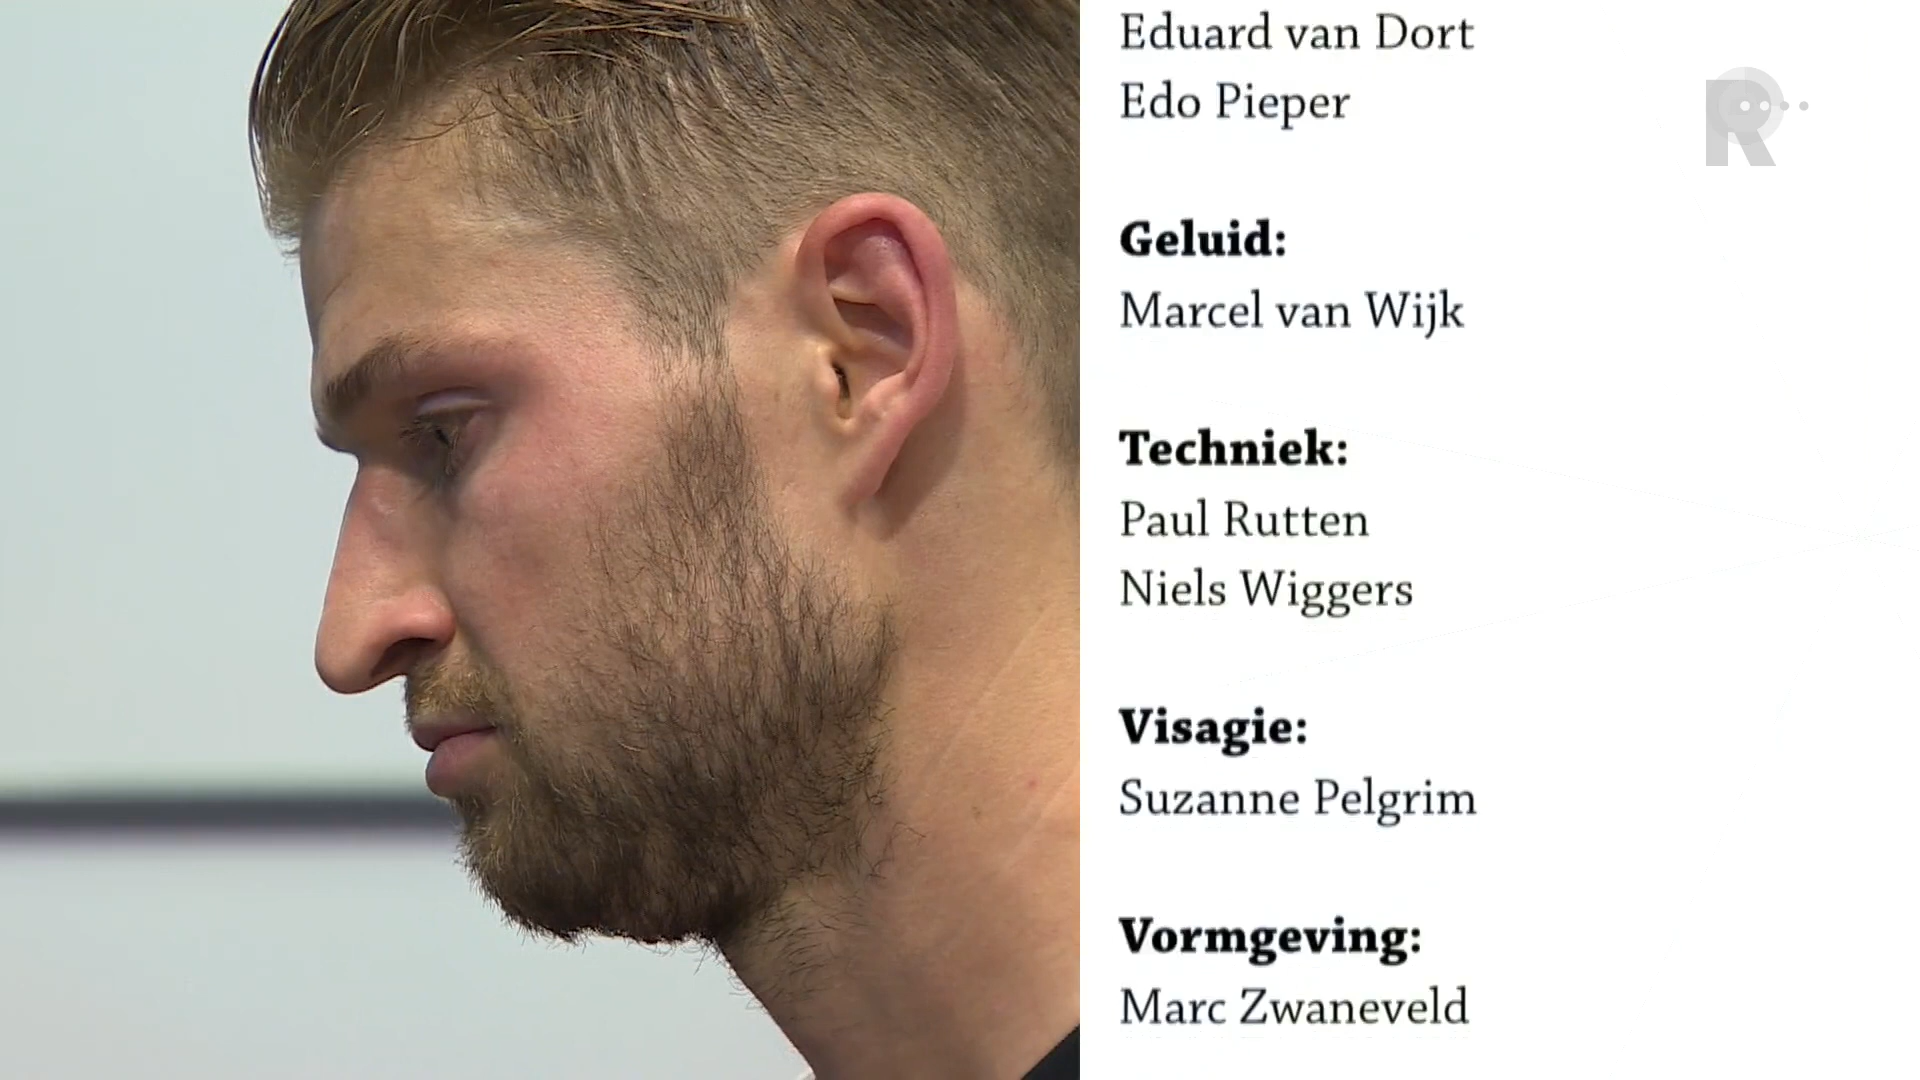 Eduard van Dort
Edo Pieper
R
Geluid:
Marcel van Wijk
Techniek:
Paul Rutten
Niels Wiggers
Visagie:
Suzanne Pelgrim
Vormgeving:
Marc Zwaneveld